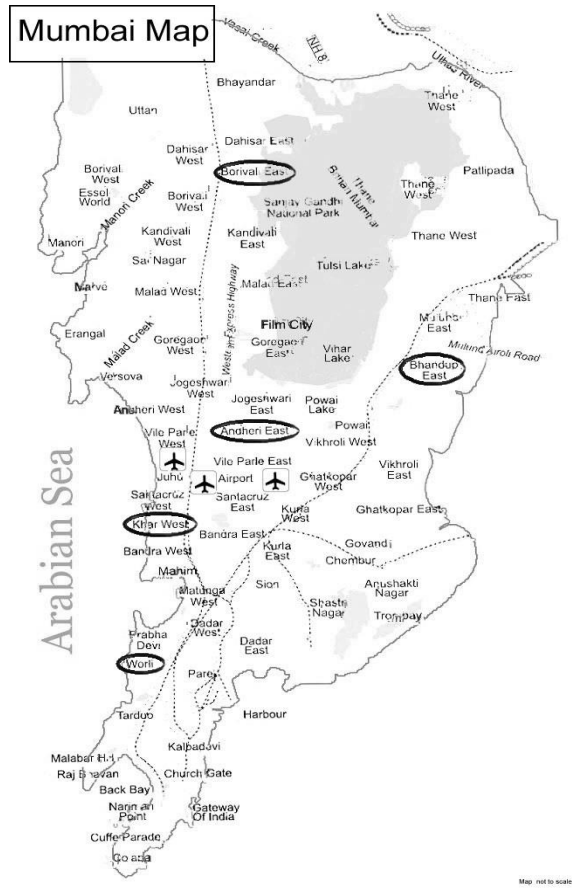 Mumbai Map
Vasai Creek
NH 8
Ulhas River
Bhayandar
Thane
West
Uttan
Dahisar East
Dahisar
West
Borivali
West
Borivali East
Patlipada
Essel
World
Manori Creek
Borivali
West
Sanjay Gandhi
National Park
Thane
West
Kandivali
West
Kandivali
East
Manori
Thane West
Sai Nagar
Tulsi Lake
Malad West
Malad East
Western Express Highway
Thane East
Mulund
East
Erangal
Malad Creek
Film City
Goregaon
West
Goregaon
East
Vihar
Lake
Mulund Airoli Road
Bhandup
East
Versova
Jogeshwari
West
Jogeshwari
East
Powai
Lake
Andheri West
Andheri East
Powai
Vile Parle
West
Vikhroli West
Vile Parle East
Vikhroli
East
Juhu
Airport
Ghatkopar
West
Santacruz
West
Santacruz
East
Kurla
West
Ghatkopar East
Khar West
Bandra East
Govandi
Bandra West
Kurla
East
Chembur
Mahim
Arabian Sea
Matunga
West
Sion
Anushakti
Nagar
Shastri
Nagar
Trombay
Dadar
West
Prabha
Devi
Dadar
East
Worli
Parel
Harbour
Kalbadevi
Raj Bhavan
Church Gate
Back Bay
Nariman
Point
Gateway
Of India
Cuffe Parade
Map not to scale